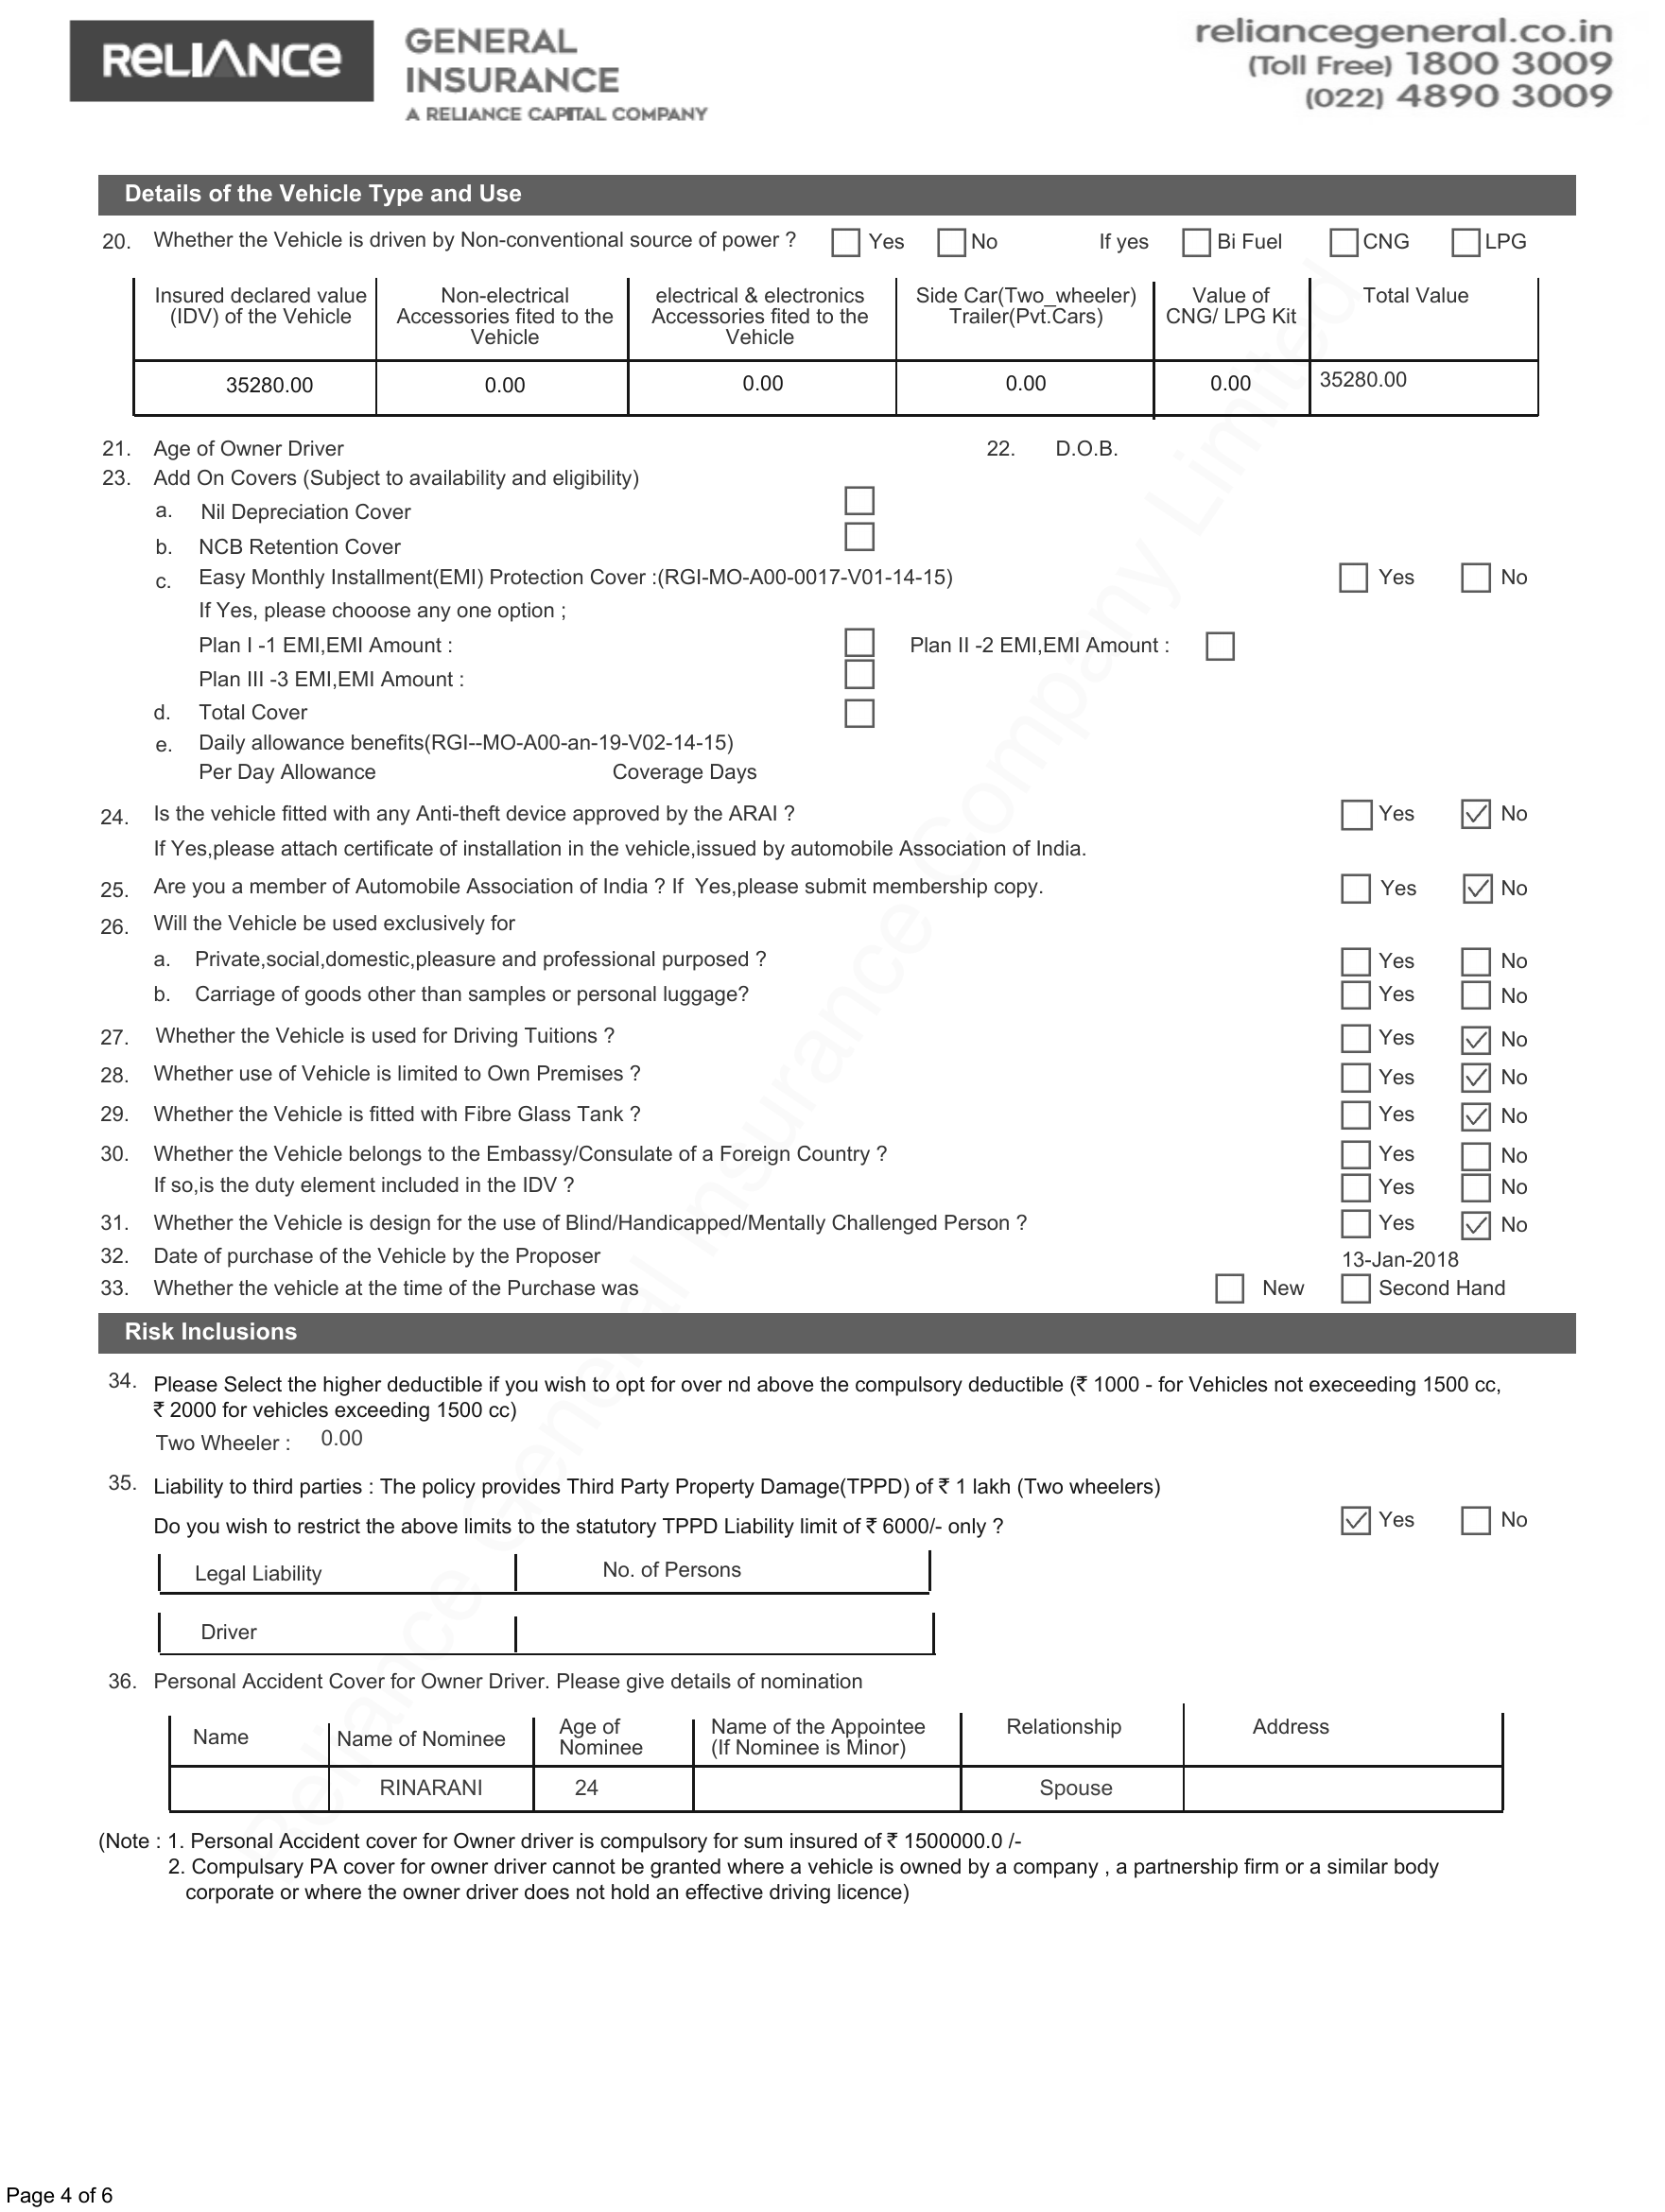 RELIANCE
GENERAL
INSURANCE
A RELIANCE CAPITAL COMPANY
reliancegeneral.co.in
(Toll Free) 1800 3009
(022) 4890 3009
Details of the Vehicle Type and Use
20. Whether the Vehicle is driven by Non-conventional source of power ? Yes No If yes Bi Fuel CNG LPG
Insured declared value Non-electrical electrical & electronics Side Car(Two_wheeler) Value of Total Value
(IDV) of the Vehicle Accessories fited to the Accessories fited to the Trailer(Pvt.Cars) CNG/ LPG Kit
Vehicle Vehicle
35280.00 0.00 0.00 0.00 0.00 35280.00
21. Age of Owner Driver 22. D.O.B.
23. Add On Covers (Subject to availability and eligibility)
a. Nil Depreciation Cover
b. NCB Retention Cover
c. Easy Monthly Installment(EMI) Protection Cover :(RGI-MO-A00-0017-V01-14-15) Yes No
If Yes, please chooose any one option ;
Plan I -1 EMI,EMI Amount : Plan II -2 EMI,EMI Amount :
Plan III -3 EMI,EMI Amount :
d. Total Cover
e. Daily allowance benefits(RGI--MO-A00-an-19-V02-14-15)
Per Day Allowance Coverage Days
24. Is the vehicle fitted with any Anti-theft device approved by the ARAI ? Yes No
If Yes,please attach certificate of installation in the vehicle,issued by automobile Association of India.
25. Are you a member of Automobile Association of India ? If Yes,please submit membership copy. Yes No
26. Will the Vehicle be used exclusively for
a. Private,social,domestic,pleasure and professional purposed ? Yes No
b. Carriage of goods other than samples or personal luggage? Yes No
27. Whether the Vehicle is used for Driving Tuitions ? Yes No
28. Whether use of Vehicle is limited to Own Premises ? Yes No
29. Whether the Vehicle is fitted with Fibre Glass Tank ? Yes No
30. Whether the Vehicle belongs to the Embassy/Consulate of a Foreign Country ? Yes No
If so,is the duty element included in the IDV ? Yes No
31. Whether the Vehicle is design for the use of Blind/Handicapped/Mentally Challenged Person ? Yes No
32. Date of purchase of the Vehicle by the Proposer 13-Jan-2018
33. Whether the vehicle at the time of the Purchase was New Second Hand
Risk Inclusions
34. Please Select the higher deductible if you wish to opt for over nd above the compulsory deductible (₹ 1000 - for Vehicles not execeeding 1500 cc,
₹ 2000 for vehicles exceeding 1500 cc)
Two Wheeler : 0.00
35. Liability to third parties : The policy provides Third Party Property Damage(TPPD) of ₹ 1 lakh (Two wheelers)
Do you wish to restrict the above limits to the statutory TPPD Liability limit of ₹ 6000/- only ? Yes No
Legal Liability No. of Persons
Driver
36. Personal Accident Cover for Owner Driver. Please give details of nomination
Name Name of Nominee Age of Name of the Appointee Relationship Address
Nominee (If Nominee is Minor)
RINARANI 24 Spouse
(Note : 1. Personal Accident cover for Owner driver is compulsory for sum insured of ₹ 1500000.0 /-
2. Compulsary PA cover for owner driver cannot be granted where a vehicle is owned by a company , a partnership firm or a similar body
corporate or where the owner driver does not hold an effective driving licence)
Reliance General Insurance Company Limited
Page 4 of 6